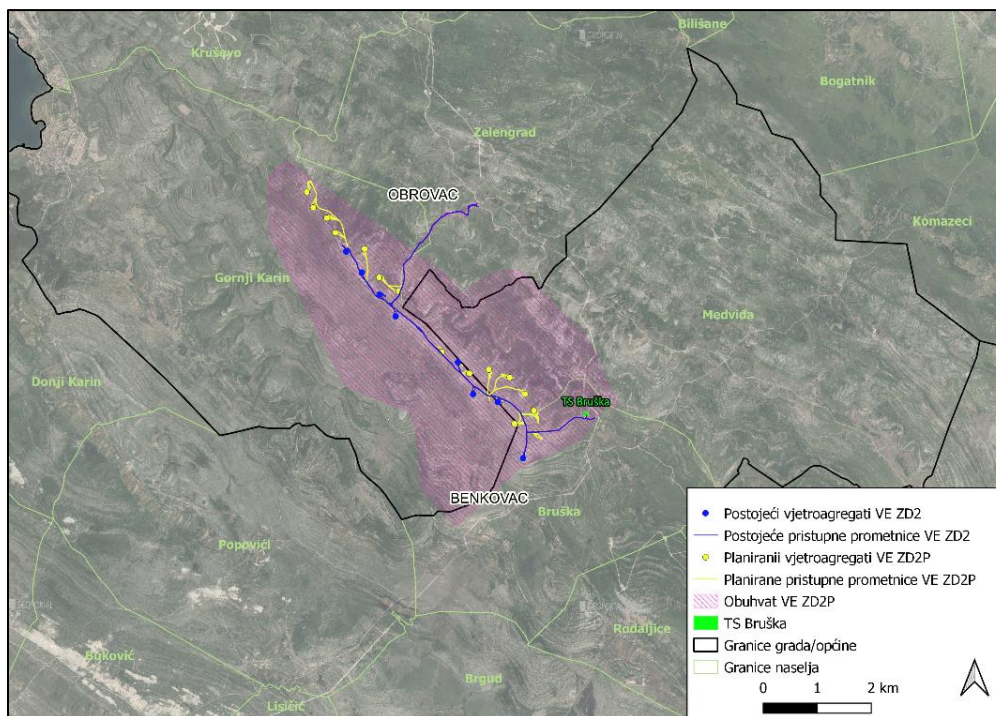 Bilišane
Kruševo
Bogatnik
Zelengrad
OBROVAC
Komazeci
Gornji Karin
Medviđa
Donji Karin
TS Bruška
BENKOVAC
Bruška
Popovići
Rodaljice
Buković
Brgud
Lisičić
Postojeći vjetroagregati VE ZD2
Postojeće pristupne prometnice VE ZD2
Planiranii vjetroagregati VE ZD2P
Planirane pristupne prometnice VE ZD2P
Obuhvat VE ZD2P
TS Bruška
Granice grada/općine
Granice naselja
0 1 2 km